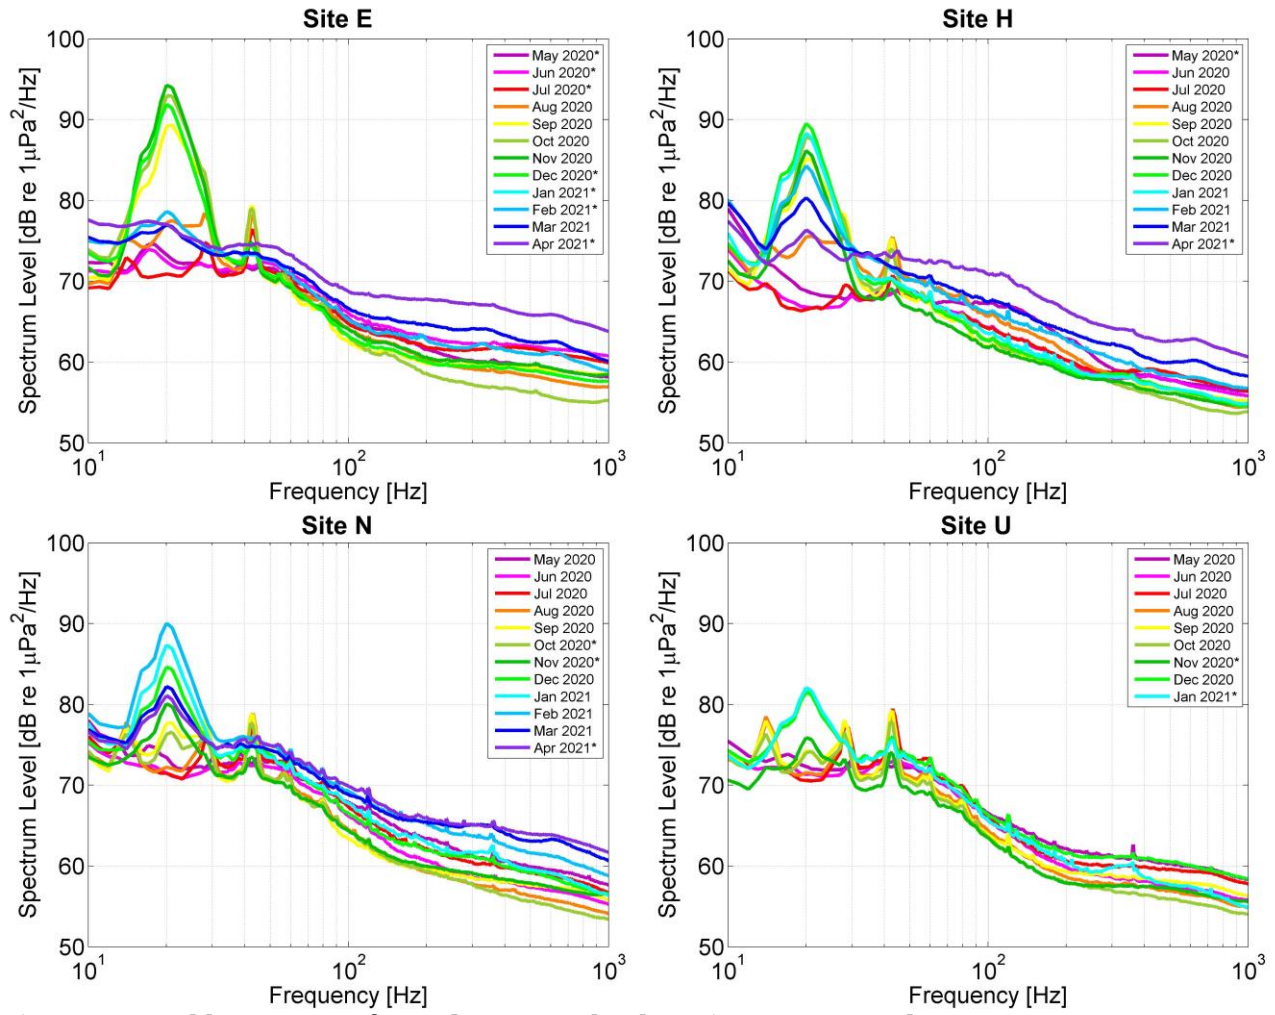 Site E
Spectrum Level [dB re 1µPa²/Hz]
100
90
80
70
60
50
10¹
10²
10³
Frequency [Hz]
May 2020*
Jun 2020*
Jul 2020*
Aug 2020
Sep 2020
Oct 2020
Nov 2020
Dec 2020*
Jan 2021*
Feb 2021*
Mar 2021
Apr 2021*
Site H
Spectrum Level [dB re 1µPa²/Hz]
100
90
80
70
60
50
10¹
10²
10³
Frequency [Hz]
May 2020*
Jun 2020
Jul 2020
Aug 2020
Sep 2020
Oct 2020
Nov 2020
Dec 2020
Jan 2021
Feb 2021
Mar 2021
Apr 2021*
Site N
Spectrum Level [dB re 1µPa²/Hz]
100
90
80
70
60
50
10¹
10²
10³
Frequency [Hz]
May 2020
Jun 2020
Jul 2020
Aug 2020
Sep 2020
Oct 2020*
Nov 2020*
Dec 2020
Jan 2021
Feb 2021
Mar 2021
Apr 2021*
Site U
Spectrum Level [dB re 1µPa²/Hz]
100
90
80
70
60
50
10¹
10²
10³
Frequency [Hz]
May 2020
Jun 2020
Jul 2020
Aug 2020
Sep 2020
Oct 2020
Nov 2020*
Dec 2020
Jan 2021*